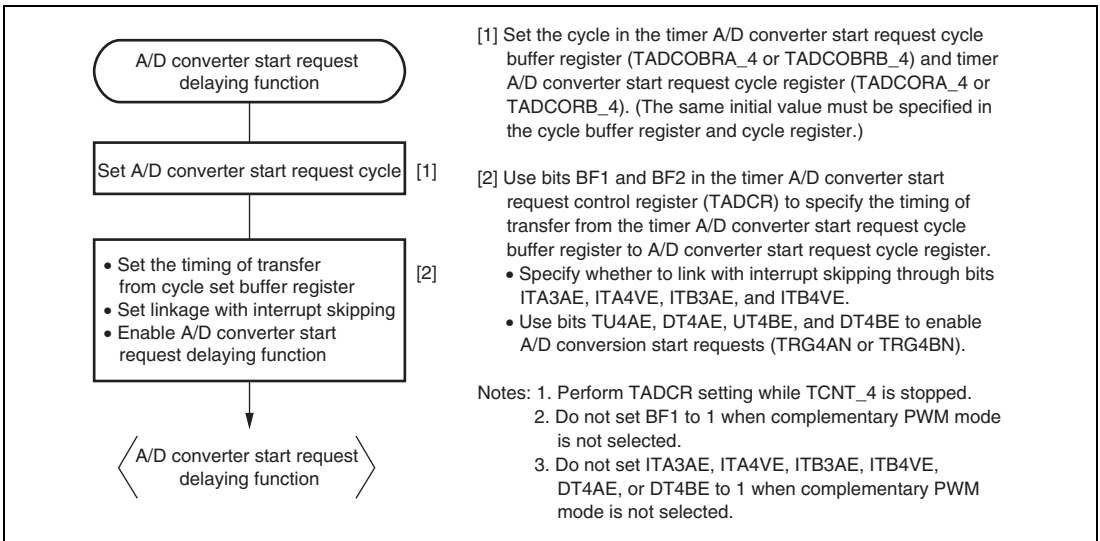 A/D converter start request
delaying function
Set A/D converter start request cycle [1]
• Set the timing of transfer
from cycle set buffer register
• Set linkage with interrupt skipping
• Enable A/D converter start
request delaying function
[2]
A/D converter start request
delaying function
[1] Set the cycle in the timer A/D converter start request cycle
buffer register (TADCOBRA_4 or TADCOBRB_4) and timer
A/D converter start request cycle register (TADCORA_4 or
TADCORB_4). (The same initial value must be specified in
the cycle buffer register and cycle register.)
[2] Use bits BF1 and BF2 in the timer A/D converter start
request control register (TADCR) to specify the timing of
transfer from the timer A/D converter start request cycle
buffer register to A/D converter start request cycle register.
• Specify whether to link with interrupt skipping through bits
ITA3AE, ITA4VE, ITB3AE, and ITB4VE.
• Use bits TU4AE, DT4AE, UT4BE, and DT4BE to enable
A/D conversion start requests (TRG4AN or TRG4BN).
Notes: 1. Perform TADCR setting while TCNT_4 is stopped.
2. Do not set BF1 to 1 when complementary PWM mode
is not selected.
3. Do not set ITA3AE, ITA4VE, ITB3AE, ITB4VE,
DT4AE, or DT4BE to 1 when complementary PWM
mode is not selected.